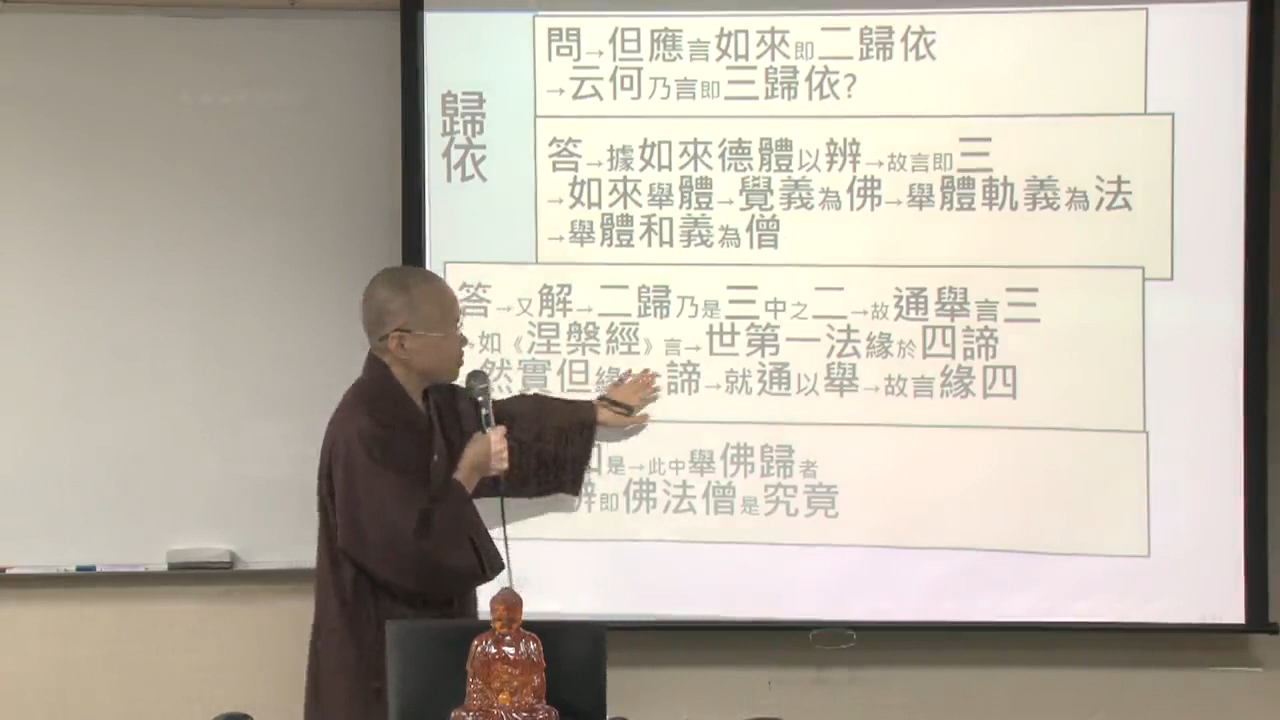 歸依
問→但應言如來即二歸依
→云何乃言即三歸依?
答→據如來德體以辨→故言即三
→如來舉體→覺義為佛→舉體軌義為法
→舉體和義為僧
答→又解→二歸乃是三中之二→故通舉言三
→如《涅槃經》言→世第一法緣於四諦
然實但緣 諦→就通以舉→故言緣四
是→此中舉佛歸者
辨即佛法僧是究竟